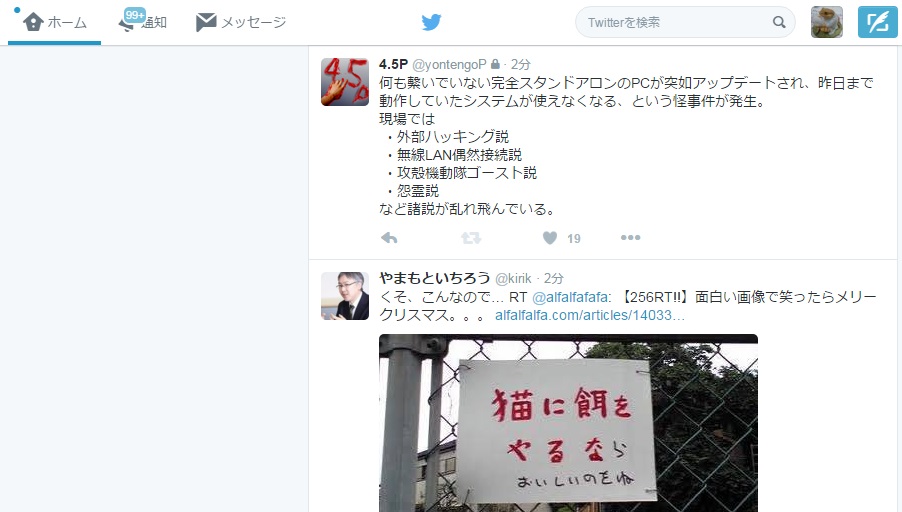 ホーム
99+
通知
メッセージ
Twitterを検索
4.5P @yontengoP · 2分
何も繋いでいない完全スタンドアロンのPCが突如アップデートされ、昨日まで
動作していたシステムが使えなくなる、という怪事件が発生。
現場では
・外部ハッキング説
・無線LAN偶然接続説
・攻殻機動隊ゴースト説
・怨霊説
など諸説が乱れ飛んでいる。
19
やまもといちろう @kirik · 2分
くそ、こんなので... RT @alfalfafafa: 【256RT!!】面白い画像で笑ったらメリー
クリスマス。。。 alfalfalfa.com/articles/14033…
猫に餌を
やるなら
おいしいのをね
4.5P